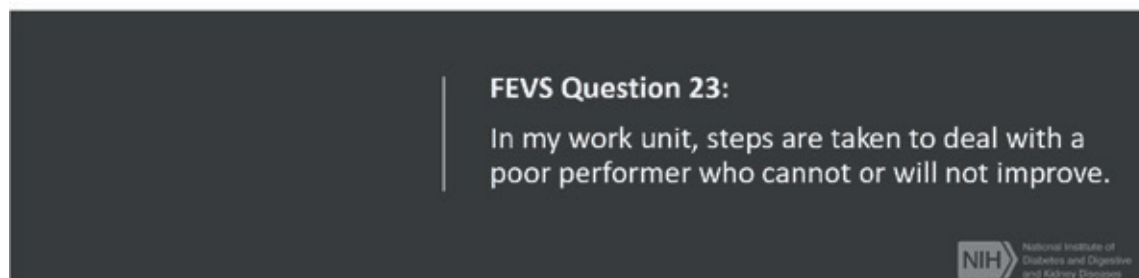 FEVS Question 23:
In my work unit, steps are taken to deal with a
poor performer who cannot or will not improve.
NIH
National Institute of
Diabetes and Digestive
and Kidney Diseases